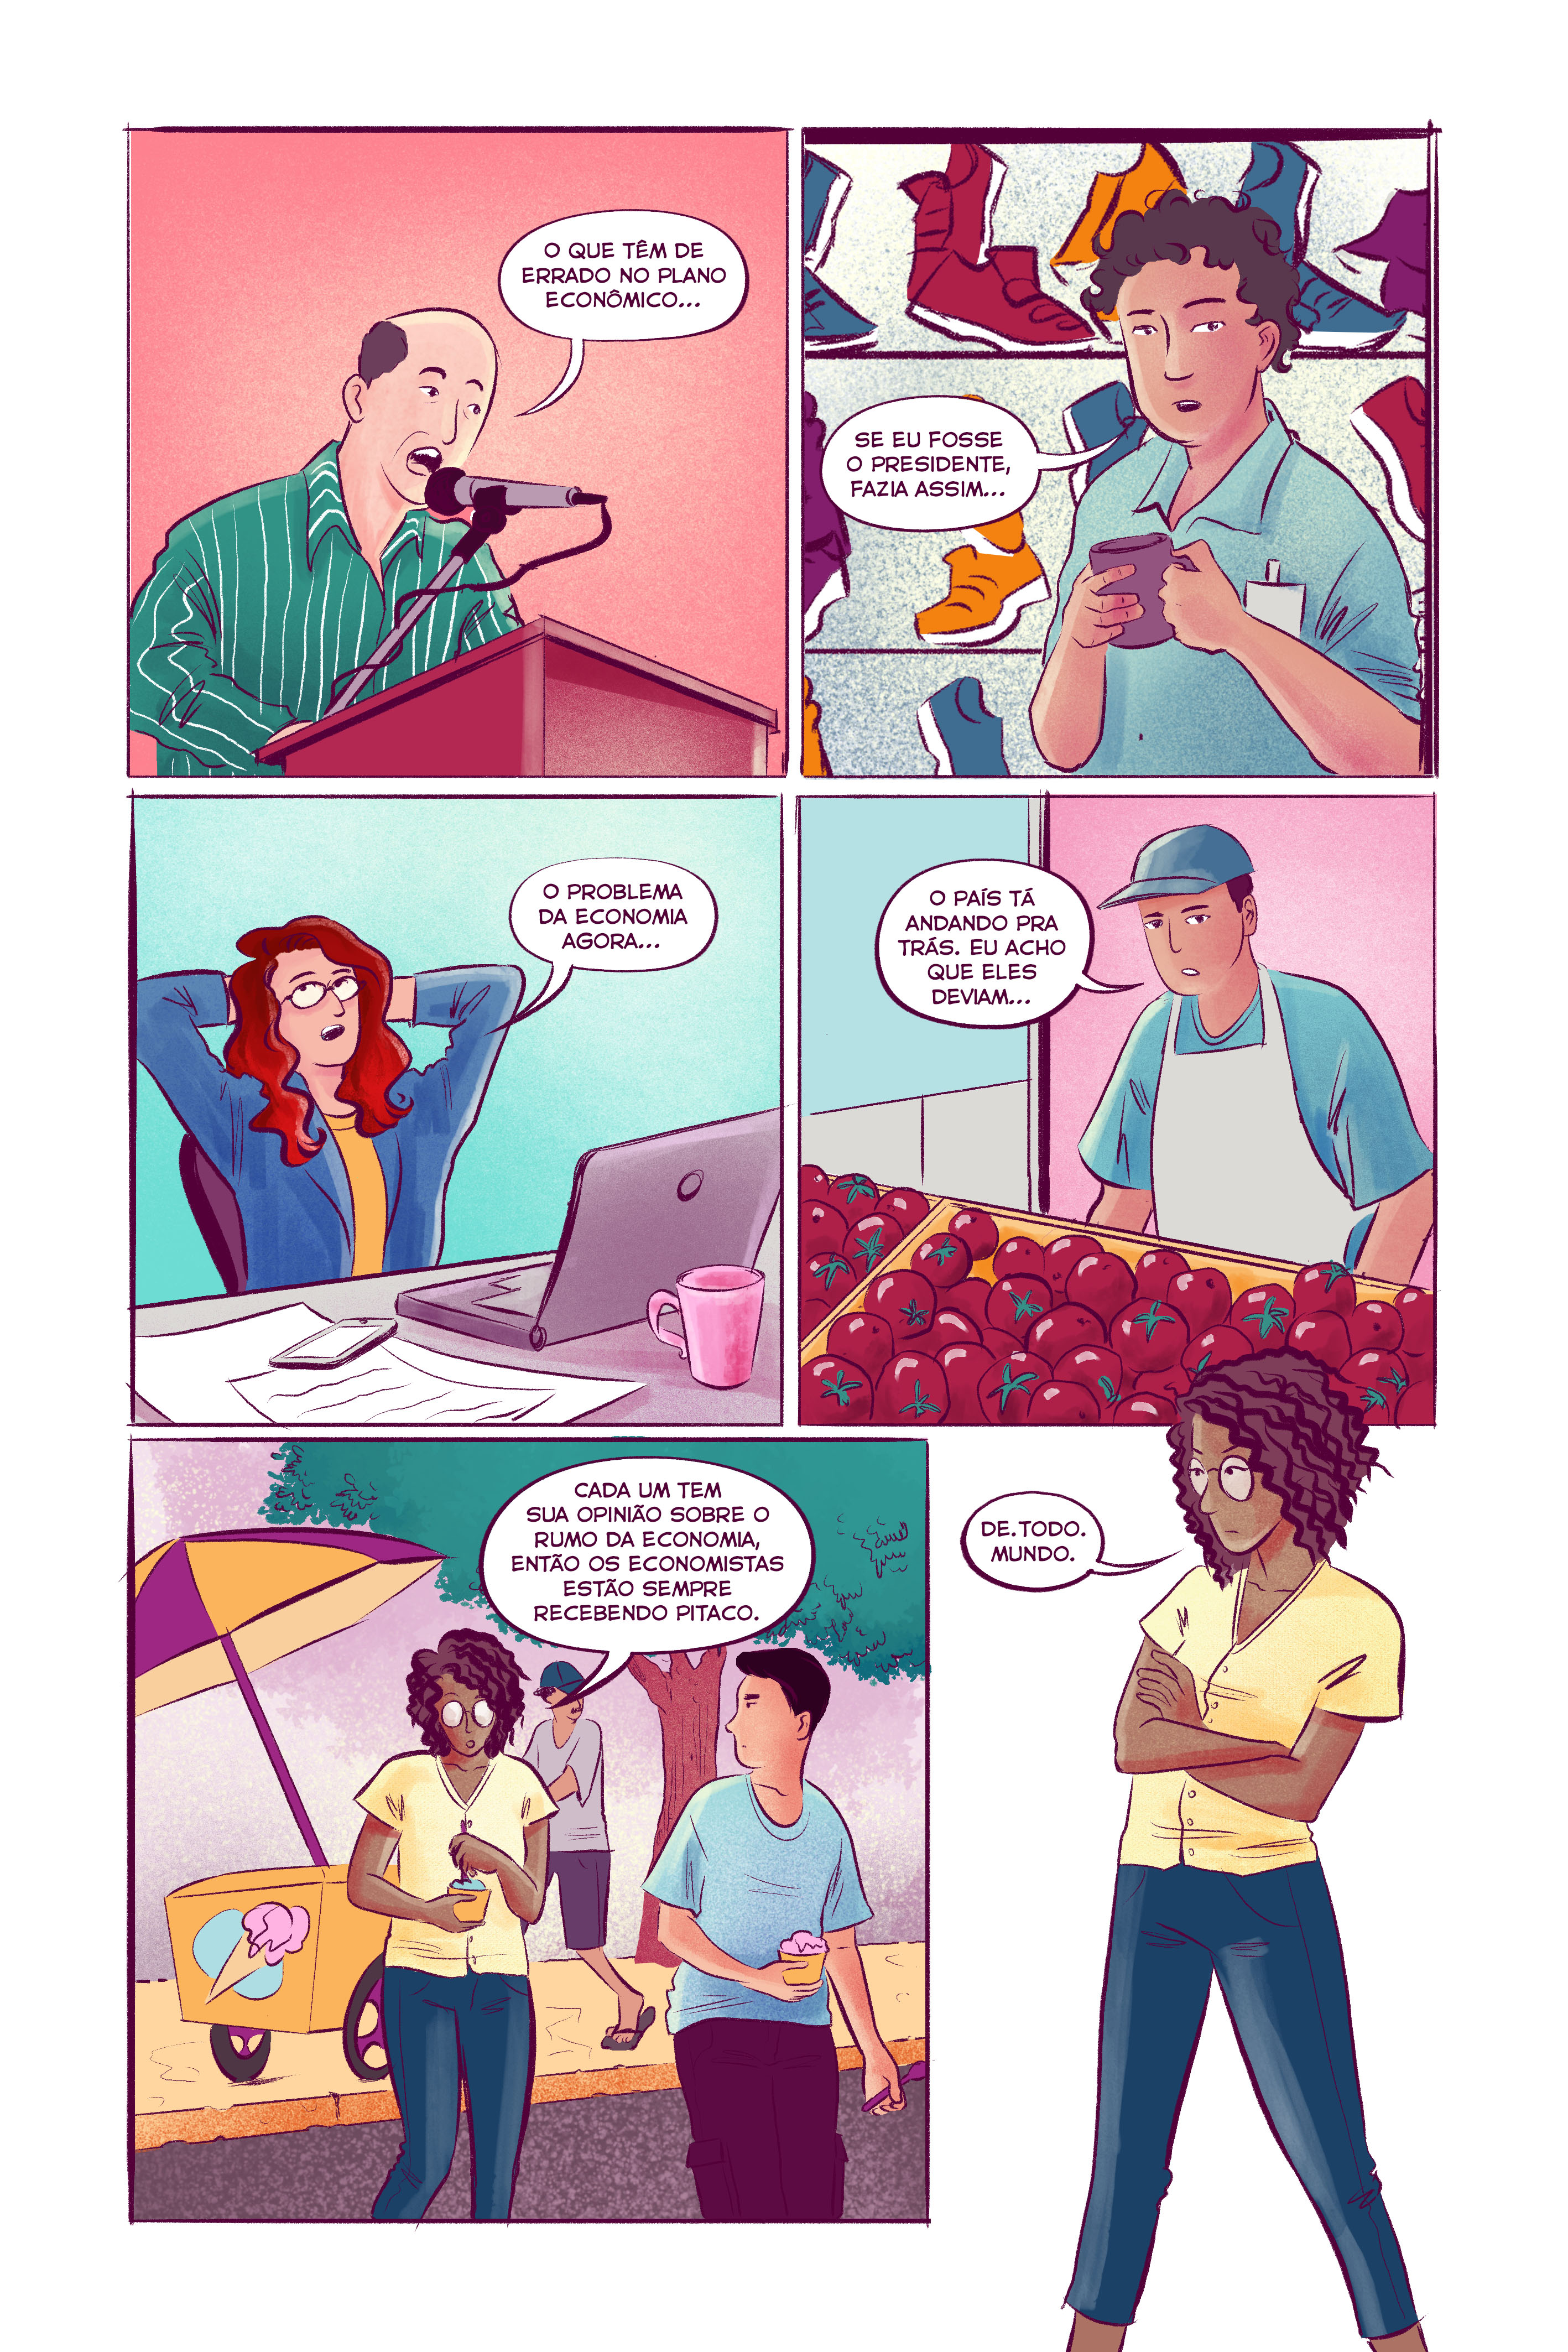 O QUE TÊM DE
ERRADO NO PLANO
ECONÔMICO...
SE EU FOSSE
O PRESIDENTE,
FAZIA ASSIM...
O PROBLEMA
DA ECONOMIA
AGORA...
O PAÍS TÁ
ANDANDO PRA
TRÁS. EU ACHO
QUE ELES
DEVIAM...
CADA UM TEM
SUA OPINIÃO SOBRE O
RUMO DA ECONOMIA,
ENTÃO OS ECONOMISTAS
ESTÃO SEMPRE
RECEBENDO PITACO.
DE.TODO.
MUNDO.